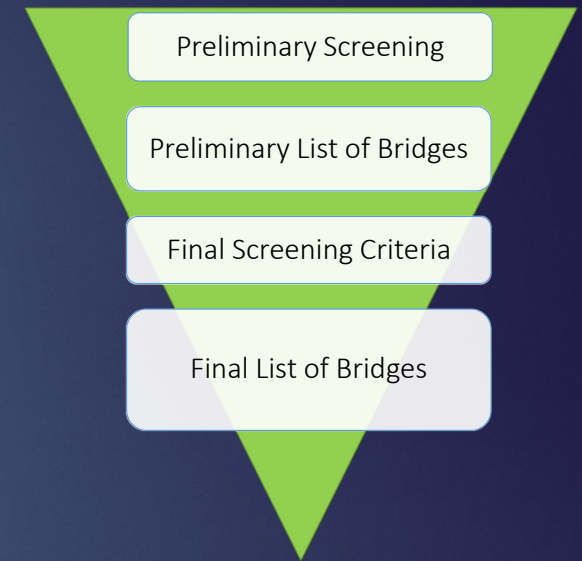 Preliminary Screening
Preliminary List of Bridges
Final Screening Criteria
Final List of Bridges